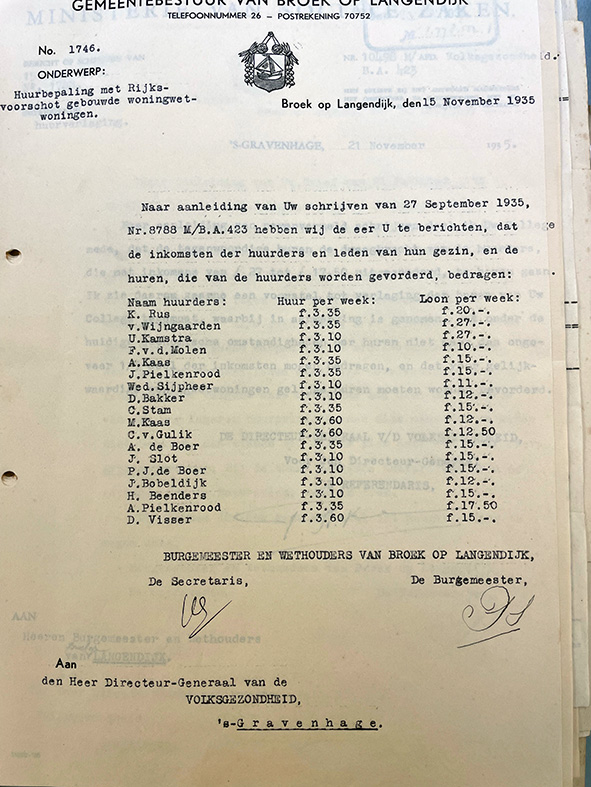 GEMEENTEBESTUUR VAN BROEK OP LANGENDIJK
TELEFOONNUMMER 26 – POSTREKENING 70752
No. 1746.
ONDERWERP:
Huurbepaling met Rijks-
voorschot gebouwde woningwet-
woningen.
Broek op Langendijk, den 15 November 1935
'S-GRAVENHAGE, 21 November 1935.
Naar aanleiding van Uw schrijven van 27 September 1935,
Nr.8788 M/B.A.423 hebben wij de eer U te berichten, dat
de inkomsten der huurders en leden van hun gezin, en de
huren, die van de huurders worden gevorderd, bedragen:
Naam huurders: Huur per week: Loon per week:
K. Rus f.3.35 f.20.-.
v.Wijngaarden f.3.35 f.27.-.
U.Kamstra f.3.10 f.27.-.
F.v.d.Molen f.3.10 f.10.-.
A.Kaas f.3.35 f.15.-.
J.Pielkenrood f.3.35 f.15.-.
Wed.Sijpheer f.3.10 f.11.-.
D.Bakker f.3.10 f.12.-.
C.Stam f.3.35 f.15.-.
M.Kaas f.3.60 f.12.-.
C.v.Gulik f.3.60 f.12.50
A. de Boer f.3.35 f.15.-.
J. Slot f.3.10 f.15.-.
P.J.de Boer f.3.10 f.15.-.
J.Bobeldijk f.3.10 f.12.-.
H. Beenders f.3.10 f.15.-.
A.Pielkenrood f.3.35 f.17.50
D. Visser f.3.60 f.15.-.
BURGEMEESTER EN WETHOUDERS VAN BROEK OP LANGENDIJK,
De Secretaris, De Burgemeester,
AAN
Heeren Burgemeester en Wethouders
van LANGENDIJK.
Aan
den Heer Directeur-Generaal van de
VOLKSGEZONDHEID,
's-Gravenhage.